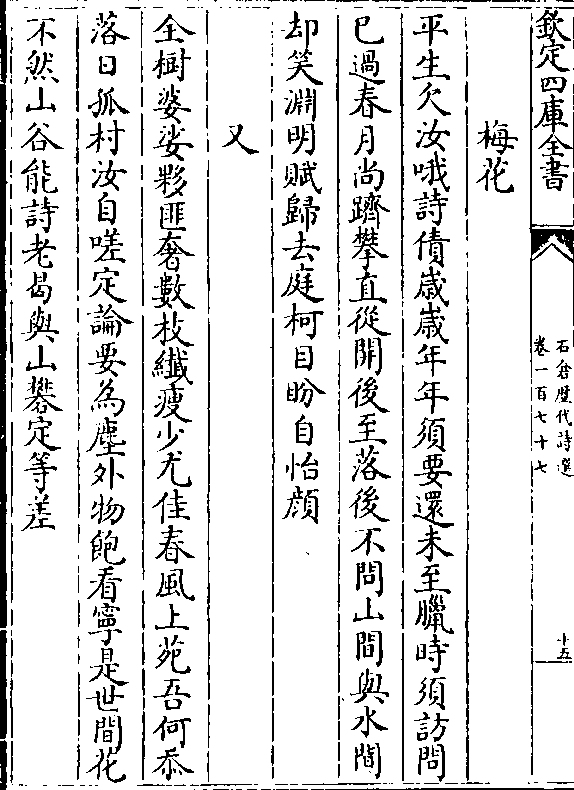 欽定四庫全書
石倉歴代詩選
卷一百七十七
十五
梅花
平生欠汝哦詩債歳歳年年須要還未至臘時須訪問
已過春月尚躋攀直從開後至落後不問山間與水間
却笑淵明賦歸去庭柯目盼自怡顔
又
全樹婆娑夥匪奢數枝纖瘦少尤佳春風上苑吾何忝
落日孤村汝自嗟定論要為塵外物飽看寧是世間花
不然山谷能詩老曷與山礬定等差